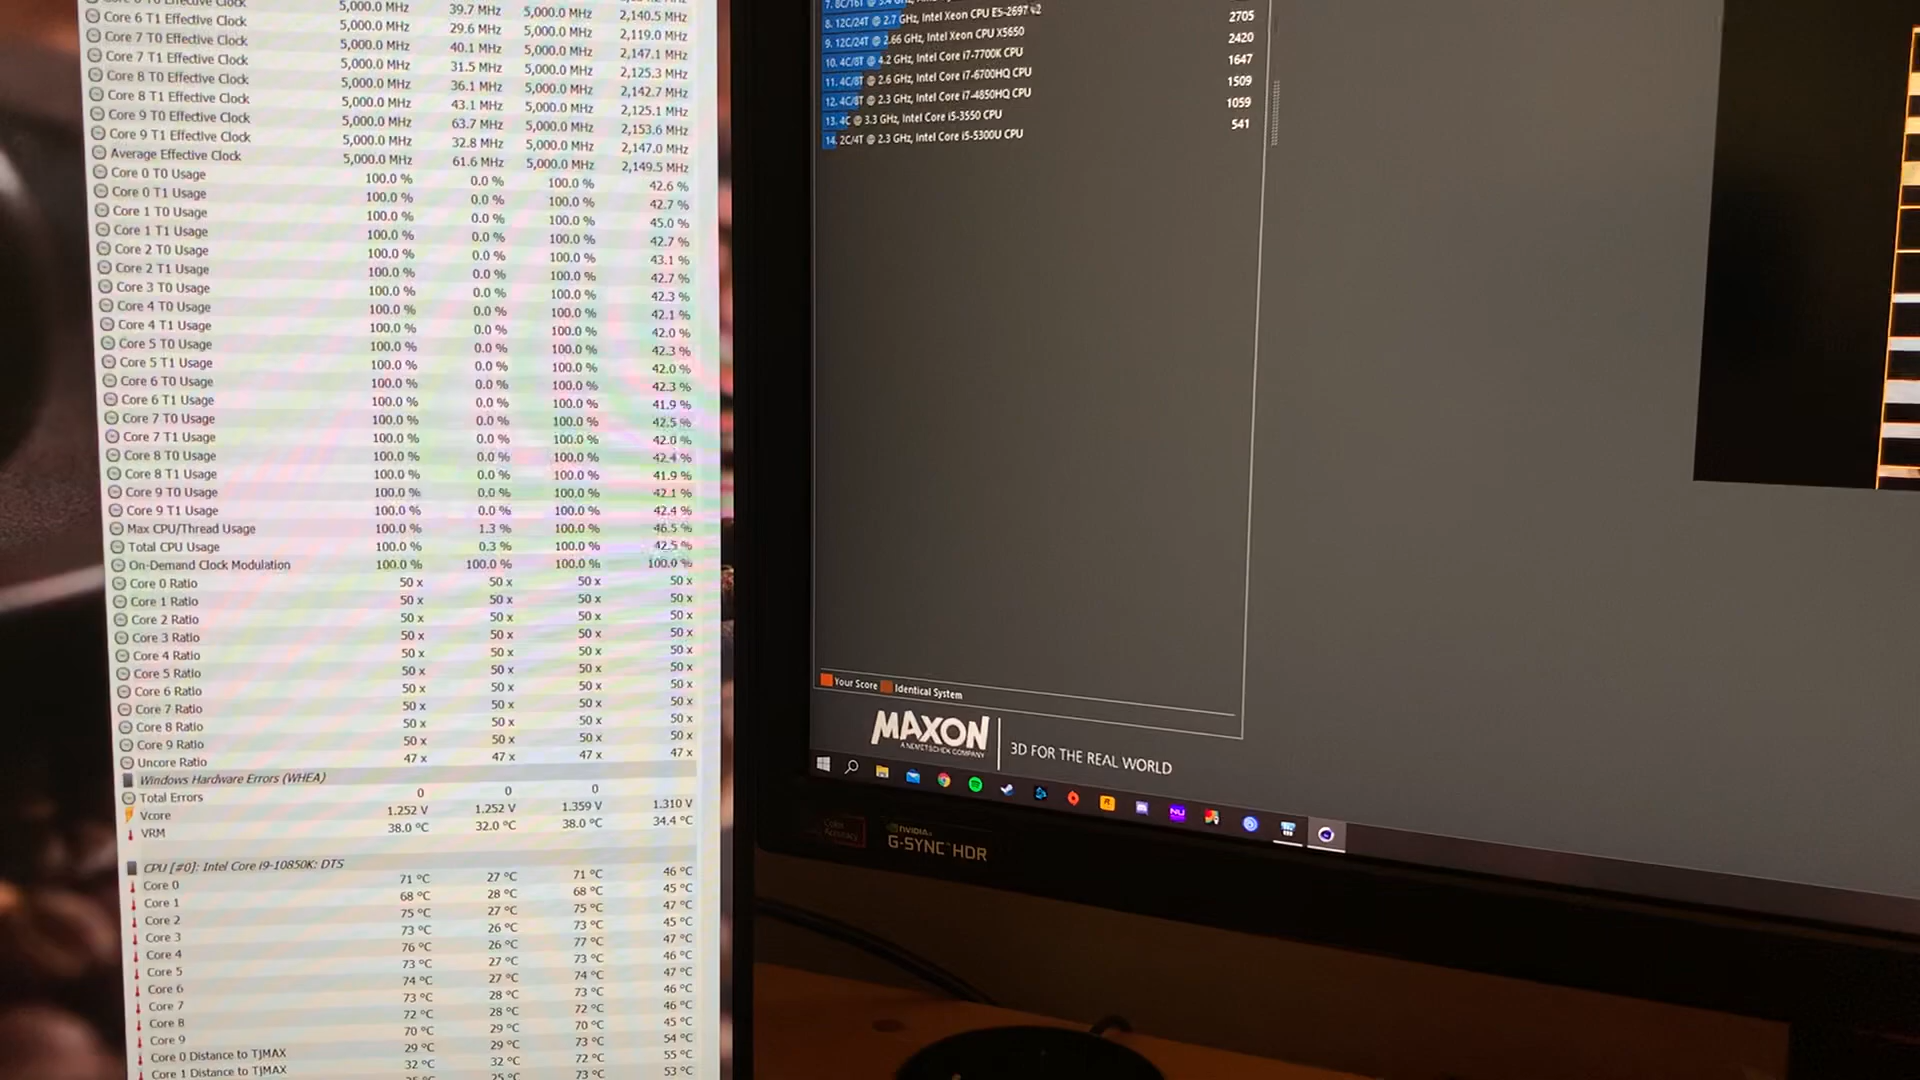 Core 6 T1 Effective Clock 5,000.0 MHz 39.7 MHz 5,000.0 MHz 2,140.5 MHz
Core 7 T0 Effective Clock 5,000.0 MHz 29.6 MHz 5,000.0 MHz 2,119.0 MHz
Core 7 T1 Effective Clock 5,000.0 MHz 40.1 MHz 5,000.0 MHz 2,147.1 MHz
Core 8 T0 Effective Clock 5,000.0 MHz 31.5 MHz 5,000.0 MHz 2,125.3 MHz
Core 8 T1 Effective Clock 5,000.0 MHz 36.1 MHz 5,000.0 MHz 2,142.7 MHz
Core 9 T0 Effective Clock 5,000.0 MHz 43.1 MHz 5,000.0 MHz 2,125.1 MHz
Core 9 T1 Effective Clock 5,000.0 MHz 63.7 MHz 5,000.0 MHz 2,153.6 MHz
Average Effective Clock 5,000.0 MHz 32.8 MHz 5,000.0 MHz 2,147.0 MHz
5,000.0 MHz 61.6 MHz 5,000.0 MHz 2,149.5 MHz
Core 0 T0 Usage 100.0 % 0.0 % 100.0 % 42.6 %
Core 0 T1 Usage 100.0 % 0.0 % 100.0 % 42.7 %
Core 1 T0 Usage 100.0 % 0.0 % 100.0 % 45.0 %
Core 1 T1 Usage 100.0 % 0.0 % 100.0 % 42.7 %
Core 2 T0 Usage 100.0 % 0.0 % 100.0 % 43.1 %
Core 2 T1 Usage 100.0 % 0.0 % 100.0 % 42.7 %
Core 3 T0 Usage 100.0 % 0.0 % 100.0 % 42.3 %
Core 4 T0 Usage 100.0 % 0.0 % 100.0 % 42.1 %
Core 4 T1 Usage 100.0 % 0.0 % 100.0 % 42.0 %
Core 5 T0 Usage 100.0 % 0.0 % 100.0 % 42.3 %
Core 5 T1 Usage 100.0 % 0.0 % 100.0 % 42.0 %
Core 6 T0 Usage 100.0 % 0.0 % 100.0 % 42.3 %
Core 6 T1 Usage 100.0 % 0.0 % 100.0 % 41.9 %
Core 7 T0 Usage 100.0 % 0.0 % 100.0 % 42.5 %
Core 7 T1 Usage 100.0 % 0.0 % 100.0 % 42.0 %
Core 8 T0 Usage 100.0 % 0.0 % 100.0 % 42.4 %
Core 8 T1 Usage 100.0 % 0.0 % 100.0 % 41.9 %
Core 9 T0 Usage 100.0 % 0.0 % 100.0 % 42.1 %
Core 9 T1 Usage 100.0 % 0.0 % 100.0 % 42.4 %
Max CPU/Thread Usage 100.0 % 1.3 % 100.0 % 46.5 %
Total CPU Usage 100.0 % 0.3 % 100.0 % 42.5 %
On-Demand Clock Modulation 100.0 % 100.0 % 100.0 % 100.0 %
Core 0 Ratio 50 x 50 x 50 x 50 x
Core 1 Ratio 50 x 50 x 50 x 50 x
Core 2 Ratio 50 x 50 x 50 x 50 x
Core 3 Ratio 50 x 50 x 50 x 50 x
Core 4 Ratio 50 x 50 x 50 x 50 x
Core 5 Ratio 50 x 50 x 50 x 50 x
Core 6 Ratio 50 x 50 x 50 x 50 x
Core 7 Ratio 50 x 50 x 50 x 50 x
Core 8 Ratio 50 x 50 x 50 x 50 x
Core 9 Ratio 50 x 50 x 50 x 50 x
Uncore Ratio 47 x 47 x 47 x 47 x
Windows Hardware Errors (WHEA)
Total Errors 0 0 0
Vcore 1.252 V 1.252 V 1.359 V 1.310 V
VRM 38.0 °C 32.0 °C 38.0 °C 34.4 °C
CPU [#0]: Intel Core i9-10850K: DTS
Core 0 71 °C 27 °C 71 °C 46 °C
Core 1 68 °C 28 °C 68 °C 45 °C
Core 2 75 °C 27 °C 75 °C 47 °C
Core 3 73 °C 26 °C 73 °C 45 °C
Core 4 76 °C 26 °C 77 °C 47 °C
Core 5 73 °C 27 °C 73 °C 46 °C
Core 6 74 °C 27 °C 74 °C 47 °C
Core 7 73 °C 28 °C 73 °C 46 °C
Core 8 72 °C 28 °C 72 °C 46 °C
Core 9 70 °C 29 °C 70 °C 45 °C
Core 0 Distance to TjMAX 29 °C 29 °C 73 °C 54 °C
Core 1 Distance to TjMAX 32 °C 32 °C 72 °C 55 °C
25 °C 73 °C 53 °C
8. 12C/24T @ 2.7 GHz, Intel Xeon CPU E5-2697 v2 2705
9. 12C/24T @ 2.66 GHz, Intel Xeon CPU X5650 2420
10. 4C/8T @ 4.2 GHz, Intel Core i7-7700K CPU 1647
11. 4C/8T @ 2.6 GHz, Intel Core i7-6700HQ CPU 1509
12. 4C/8T @ 2.3 GHz, Intel Core i7-4850HQ CPU 1059
13. 4C @ 3.3 GHz, Intel Core i5-3550 CPU 541
14. 2C/4T @ 2.3 GHz, Intel Core i5-5300U CPU
Your Score Identical System
MAXON
A NEMETSCHEK COMPANY
3D FOR THE REAL WORLD
NVIDIA
G-SYNC HDR